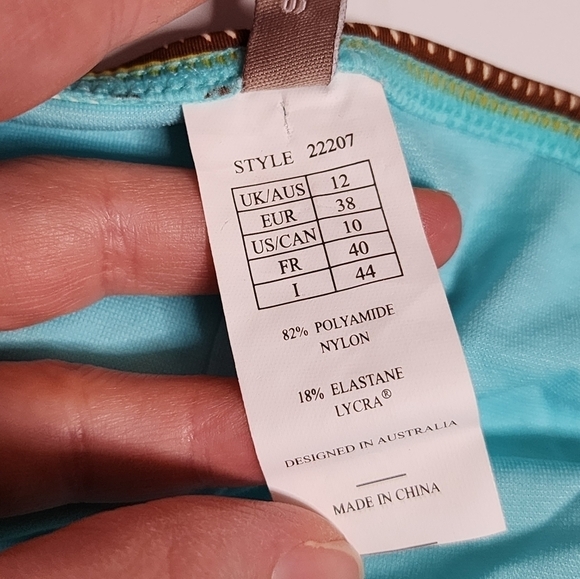 S
STYLE 22207
UK/AUS 12
EUR 38
US/CAN 10
FR 40
I 44
82% POLYAMIDE
NYLON
18% ELASTANE
LYCRA®
DESIGNED IN AUSTRALIA
MADE IN CHINA